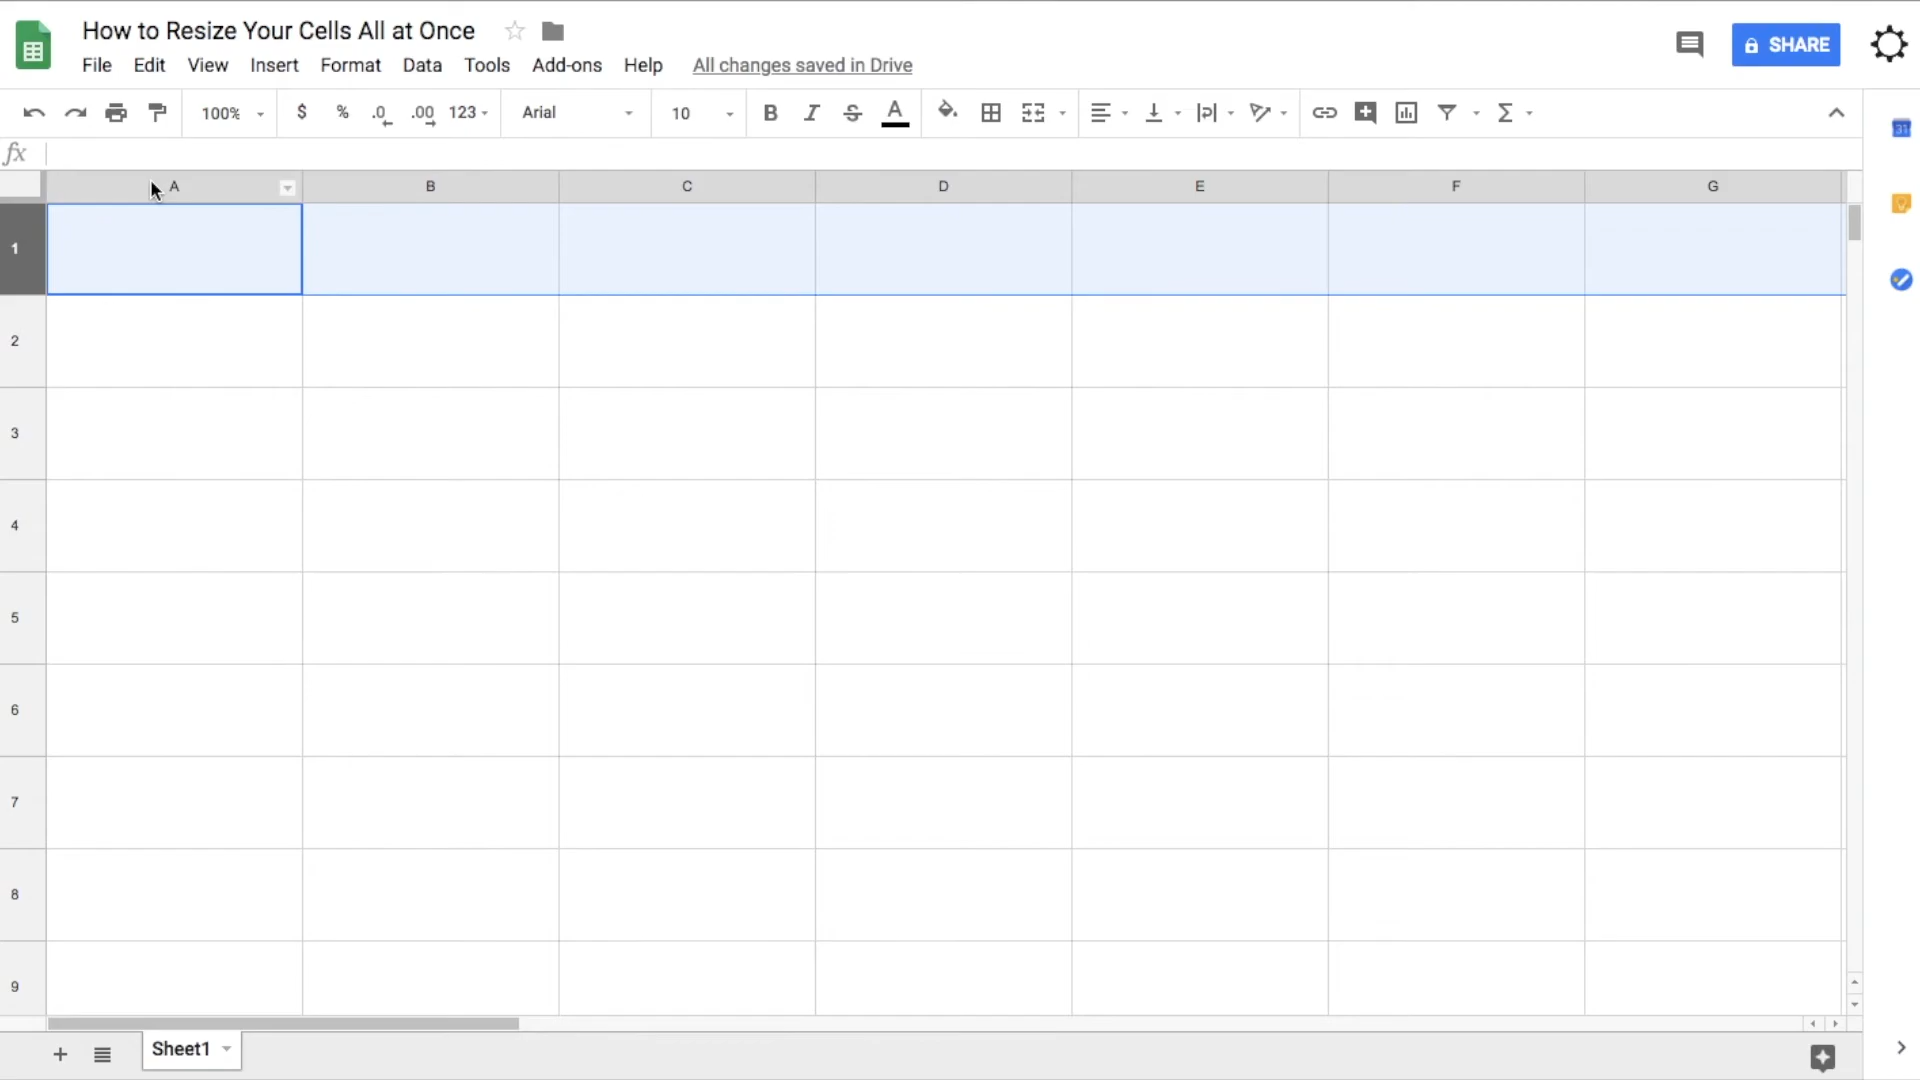 How to Resize Your Cells All at Once
SHARE
File Edit View Insert Format Data Tools Add-ons Help All changes saved in Drive
100% $ % .0 .00 123 Arial 10 B I S A Σ
fx
31
A B C D E F G
1
2
3
4
5
6
7
8
9
+ Sheet1